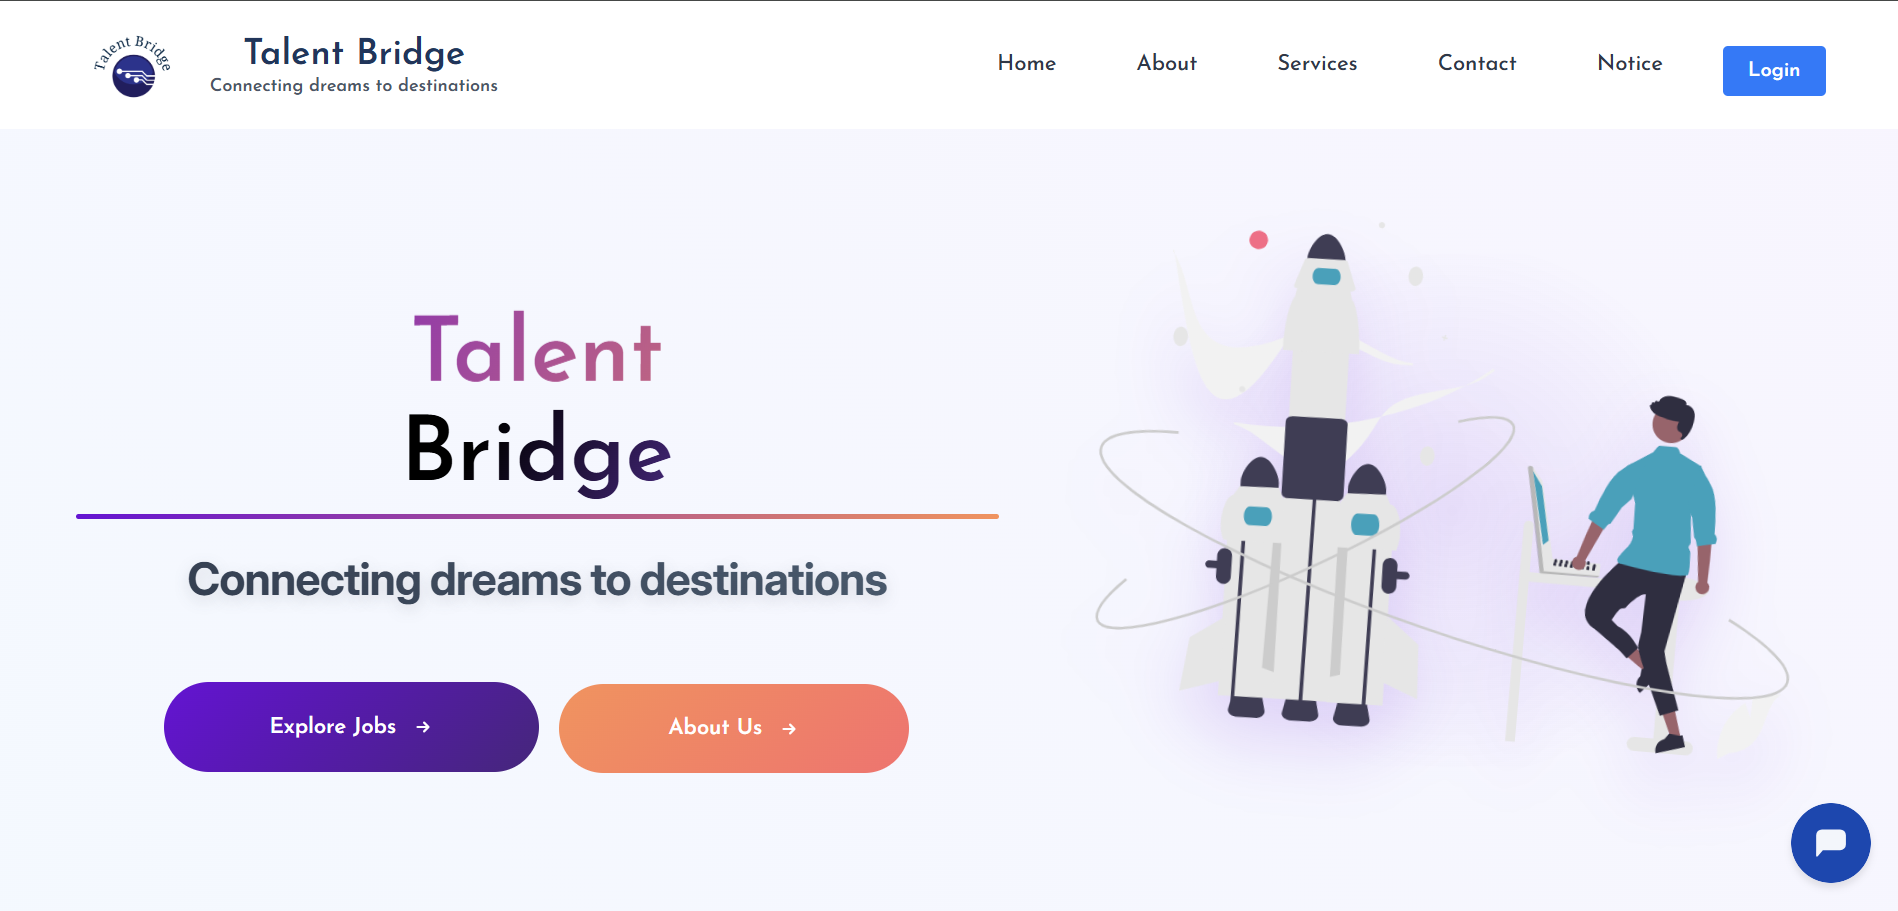 Talent Bridge
Talent Bridge
Connecting dreams to destinations
Home
About
Services
Contact
Notice
Login
Talent
Bridge
Connecting dreams to destinations
Explore Jobs →
About Us →